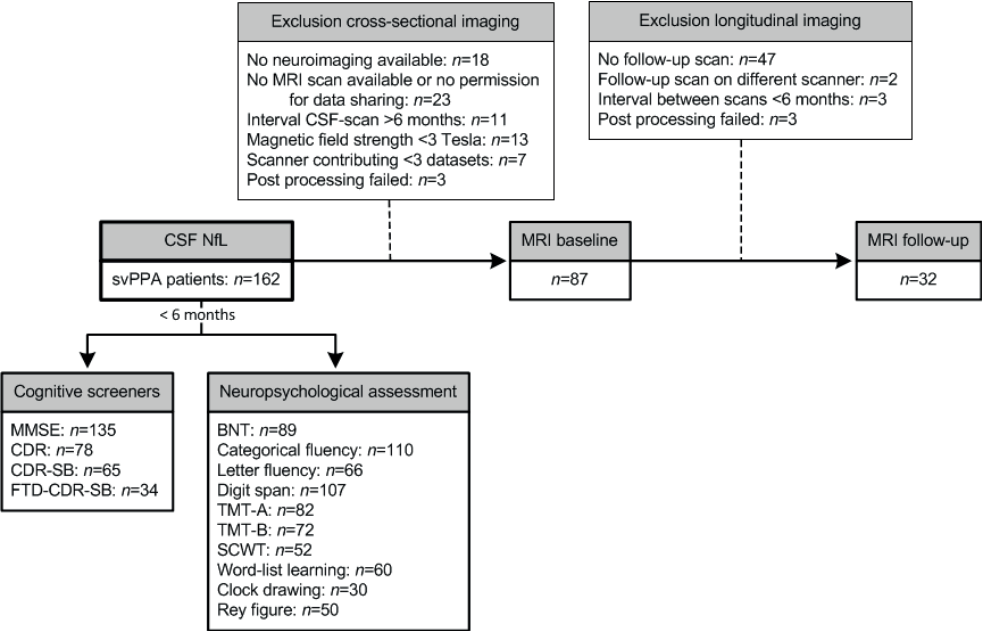 Exclusion cross-sectional imaging
No neuroimaging available: n=18
No MRI scan available or no permission
for data sharing: n=23
Interval CSF-scan >6 months: n=11
Magnetic field strength <3 Tesla: n=13
Scanner contributing <3 datasets: n=7
Post processing failed: n=3
Exclusion longitudinal imaging
No follow-up scan: n=47
Follow-up scan on different scanner: n=2
Interval between scans <6 months: n=3
Post processing failed: n=3
CSF NfL
svPPA patients: n=162
MRI baseline
n=87
MRI follow-up
n=32
< 6 months
Cognitive screeners
MMSE: n=135
CDR: n=78
CDR-SB: n=65
FTD-CDR-SB: n=34
Neuropsychological assessment
BNT: n=89
Categorical fluency: n=110
Letter fluency: n=66
Digit span: n=107
TMT-A: n=82
TMT-B: n=72
SCWT: n=52
Word-list learning: n=60
Clock drawing: n=30
Rey figure: n=50